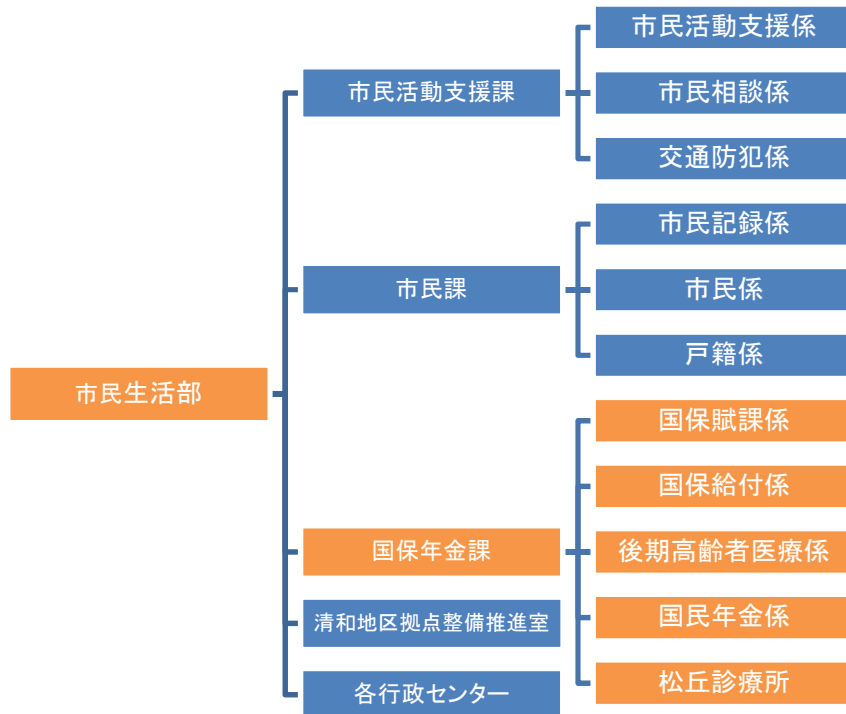 市民生活部
市民活動支援課
市民活動支援係
市民相談係
交通防犯係
市民課
市民記録係
市民係
戸籍係
国保年金課
国保賦課係
国保給付係
後期高齢者医療係
国民年金係
松丘診療所
清和地区拠点整備推進室
各行政センター